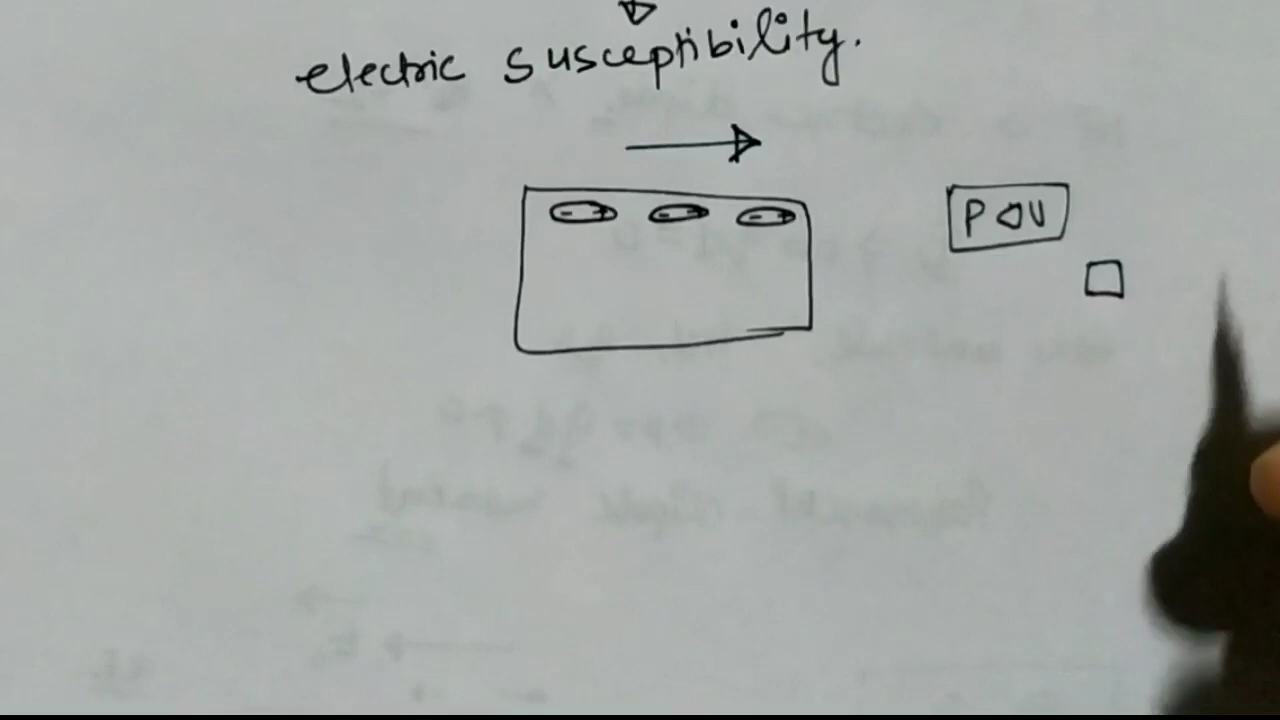 electric susceptibility.
- + - + - +
P Δ V